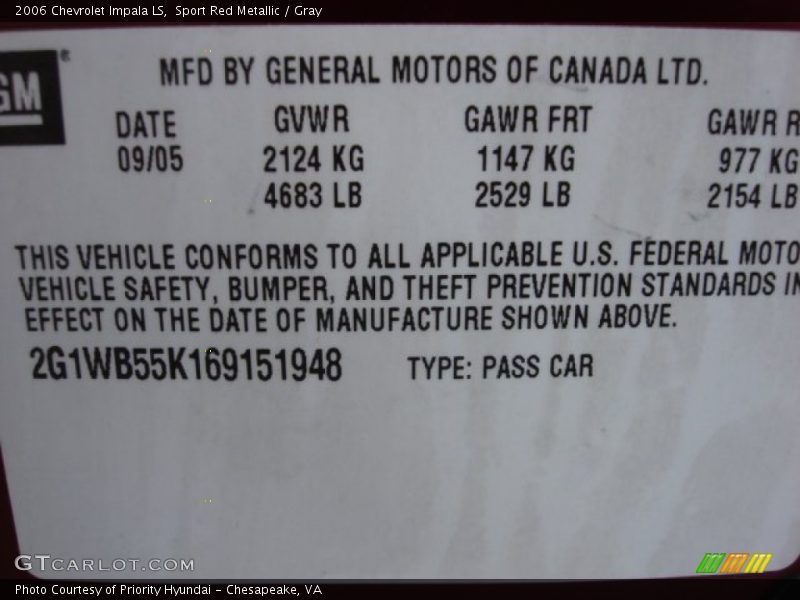 2006 Chevrolet Impala LS, Sport Red Metallic / Gray
GM ®
MFD BY GENERAL MOTORS OF CANADA LTD.
DATE GVWR GAWR FRT GAWR R
09/05 2124 KG 1147 KG 977 KG
4683 LB 2529 LB 2154 LB
THIS VEHICLE CONFORMS TO ALL APPLICABLE U.S. FEDERAL MOTO
VEHICLE SAFETY, BUMPER, AND THEFT PREVENTION STANDARDS IN
EFFECT ON THE DATE OF MANUFACTURE SHOWN ABOVE.
2G1WB55K169151948 TYPE: PASS CAR
GTCARLOT.COM
Photo Courtesy of Priority Hyundai - Chesapeake, VA